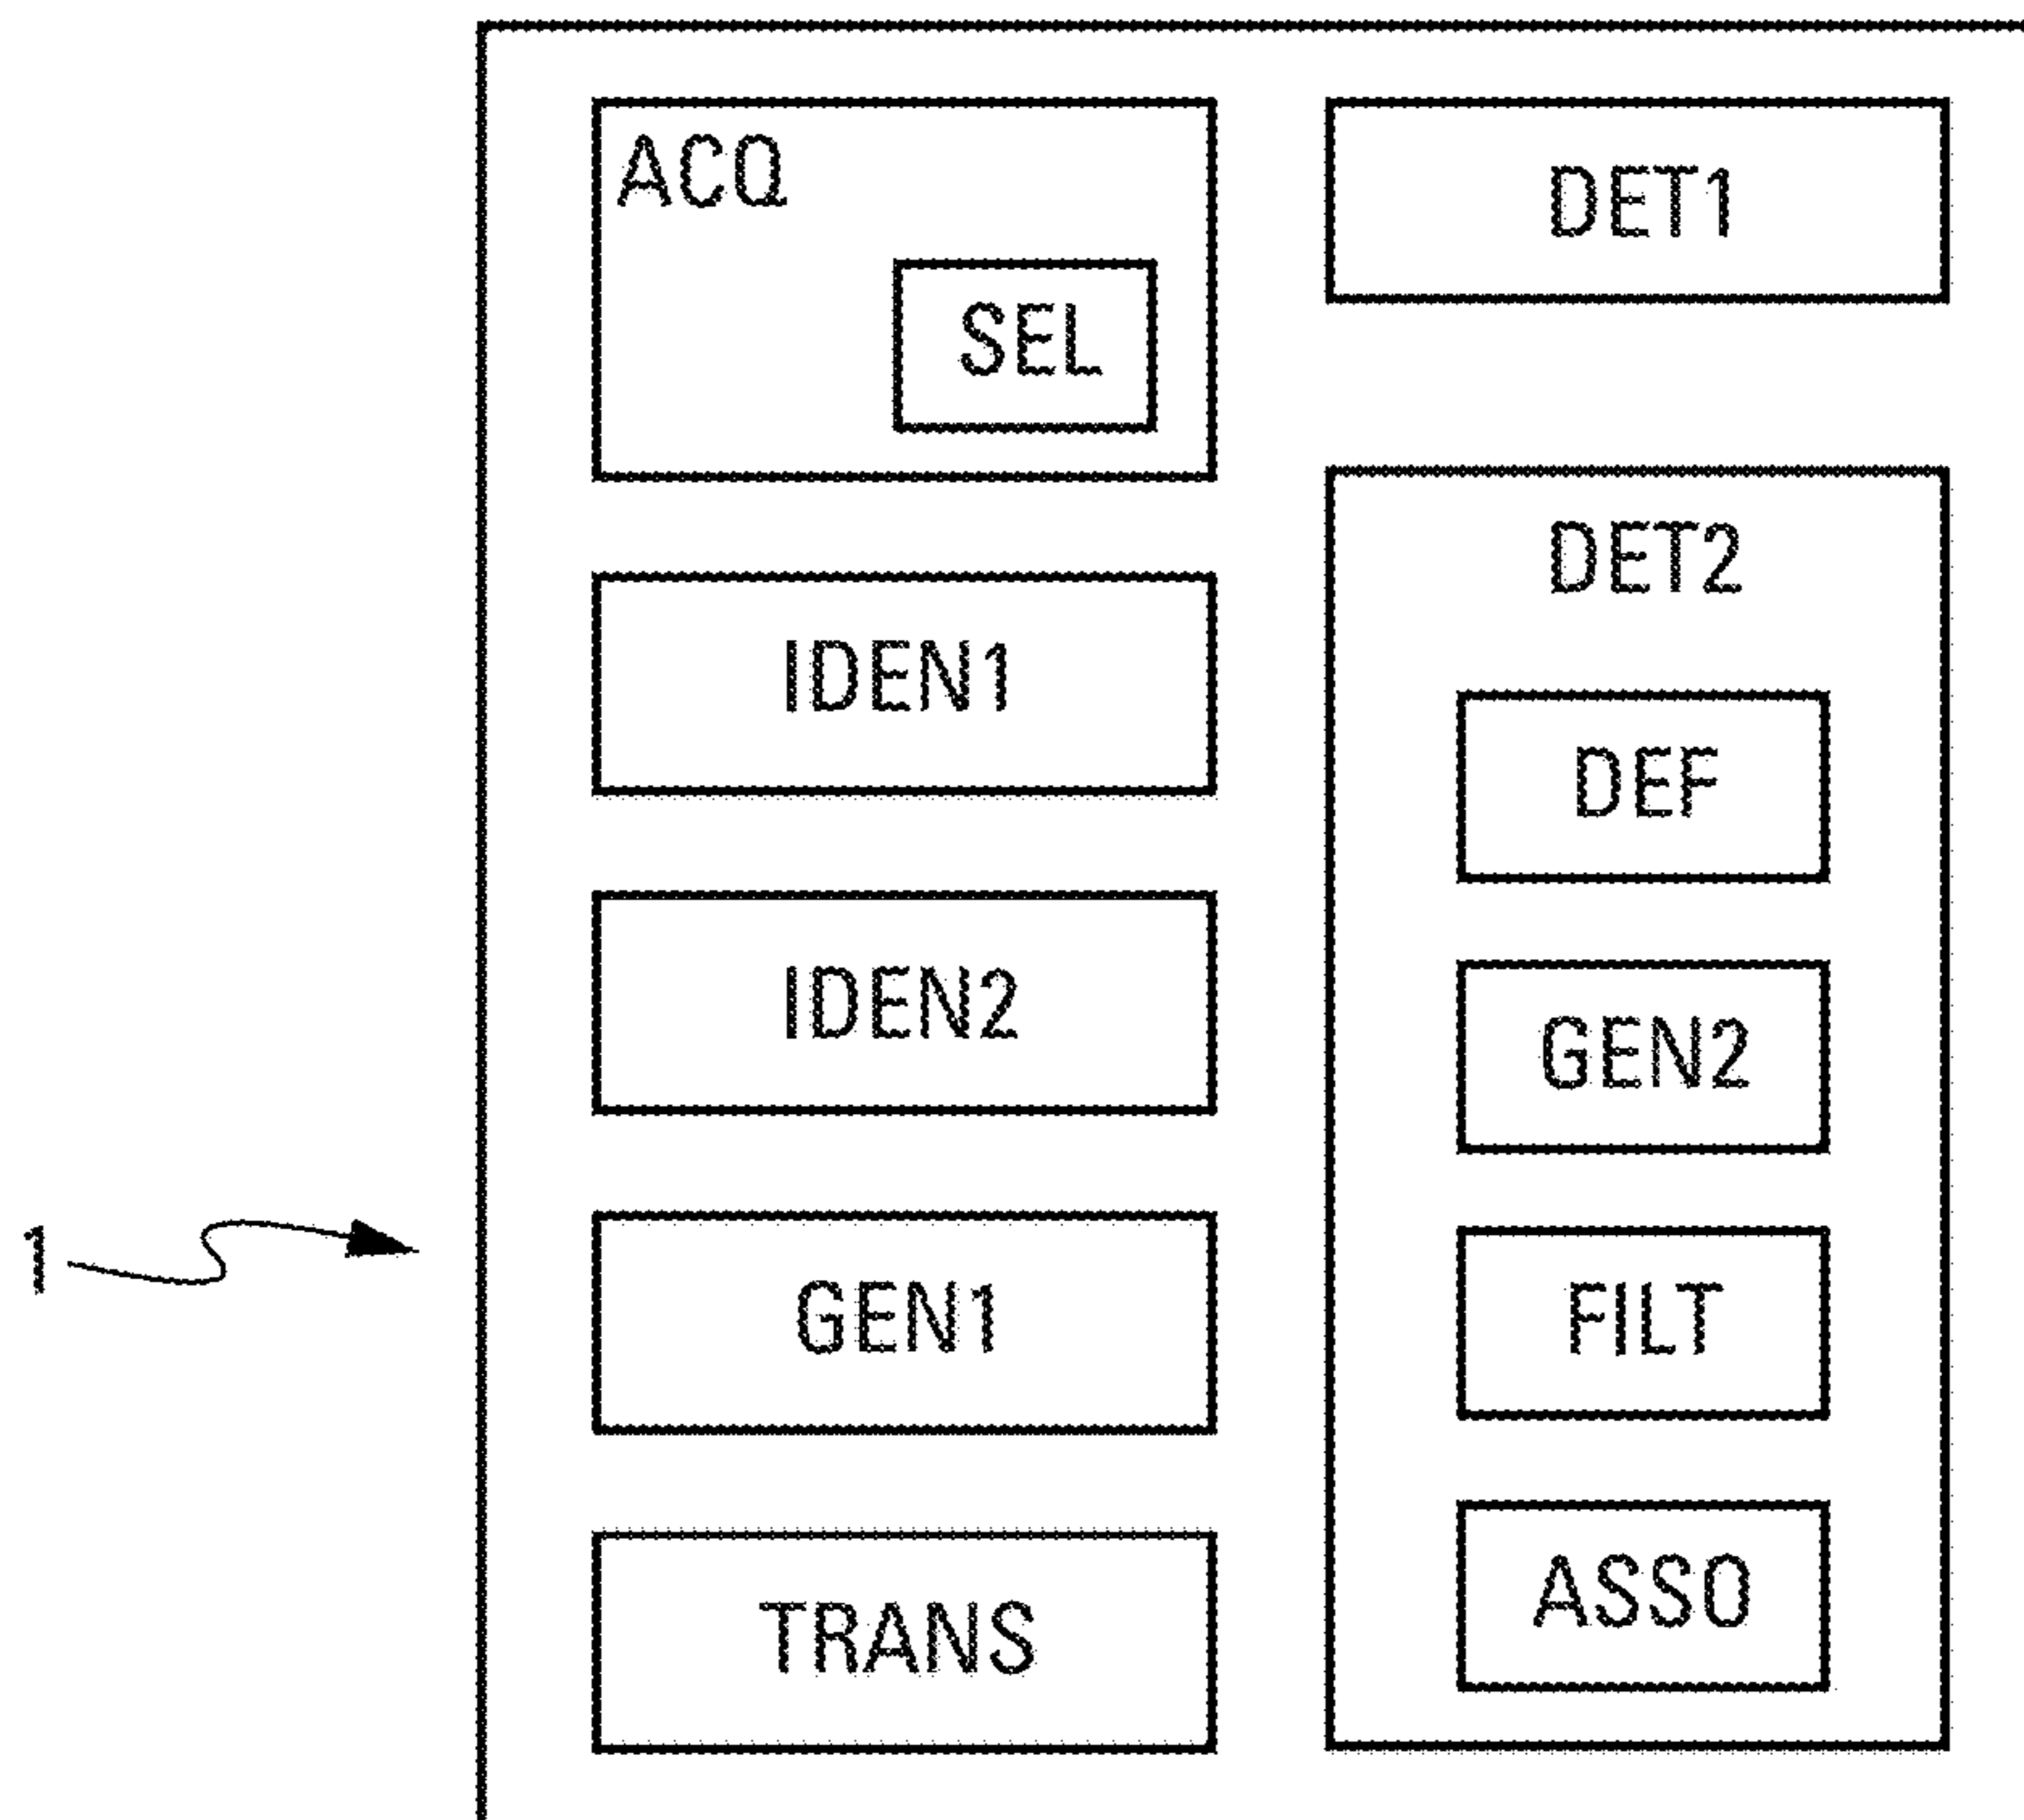 ACQ
SEL
IDEN1
IDEN2
GEN1
TRANS
DET1
DET2
DEF
GEN2
FILT
ASSO
1